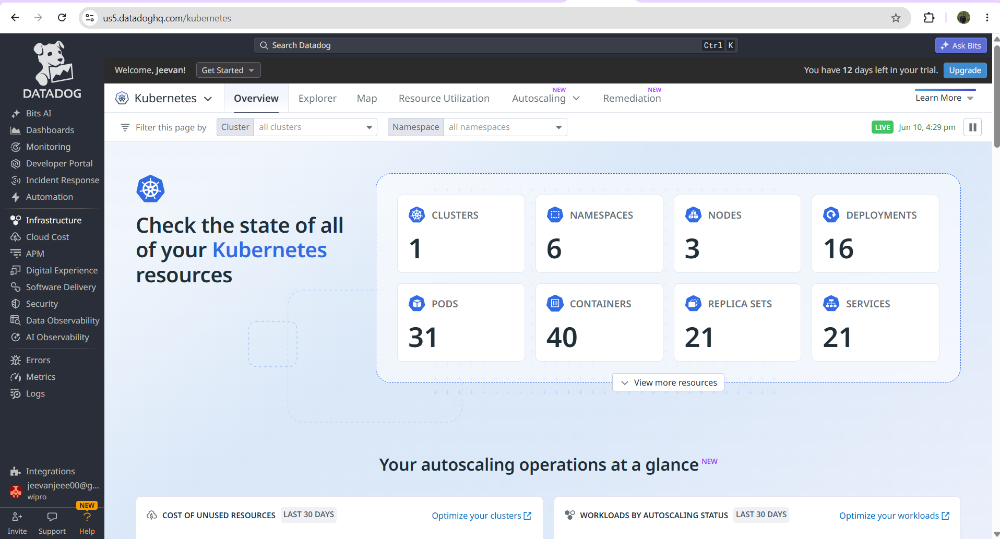 us5.datadoghq.com/kubernetes
DATADOG
Search Datadog
Ctrl K
Ask Bits
Welcome, Jeevan!
Get Started
You have 12 days left in your trial.
Upgrade
Kubernetes
Overview
Explorer
Map
Resource Utilization
Autoscaling
NEW
Remediation
NEW
Learn More
Filter this page by
Cluster
all clusters
Namespace
all namespaces
LIVE
Jun 10, 4:29 pm
Bits AI
Dashboards
Monitoring
Developer Portal
Incident Response
Automation
Infrastructure
Cloud Cost
APM
Digital Experience
Software Delivery
Security
Data Observability
AI Observability
Errors
Metrics
Logs
Integrations
jeevanjeee00@g...
wipro
NEW
Invite
Support
Help
Check the state of all
of your Kubernetes
resources
CLUSTERS
1
NAMESPACES
6
NODES
3
DEPLOYMENTS
16
PODS
31
CONTAINERS
40
REPLICA SETS
21
SERVICES
21
View more resources
Your autoscaling operations at a glance NEW
COST OF UNUSED RESOURCES
LAST 30 DAYS
Optimize your clusters
WORKLOADS BY AUTOSCALING STATUS
LAST 30 DAYS
Optimize your workloads